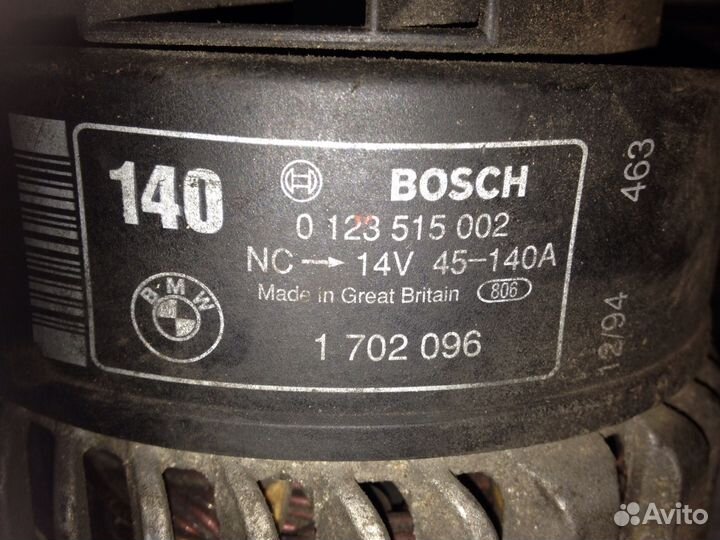 140
BOSCH
0 123 515 002
NC→14V 45-140A
Made in Great Britain 806
BMW
1 702 096
463
12/94
Avito